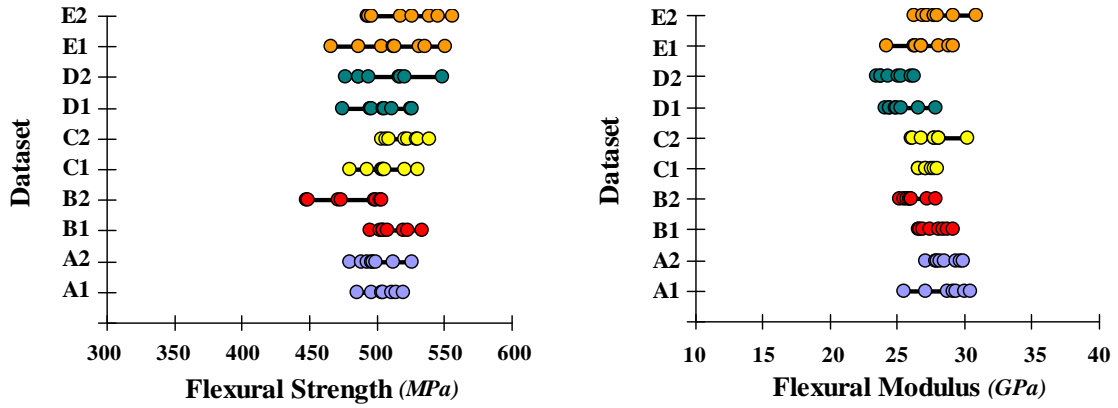 E2
E1
D2
D1
C2
C1
B2
B1
A2
A1
Dataset
300 350 400 450 500 550 600
Flexural Strength (MPa)
E2
E1
D2
D1
C2
C1
B2
B1
A2
A1
Dataset
10 15 20 25 30 35 40
Flexural Modulus (GPa)